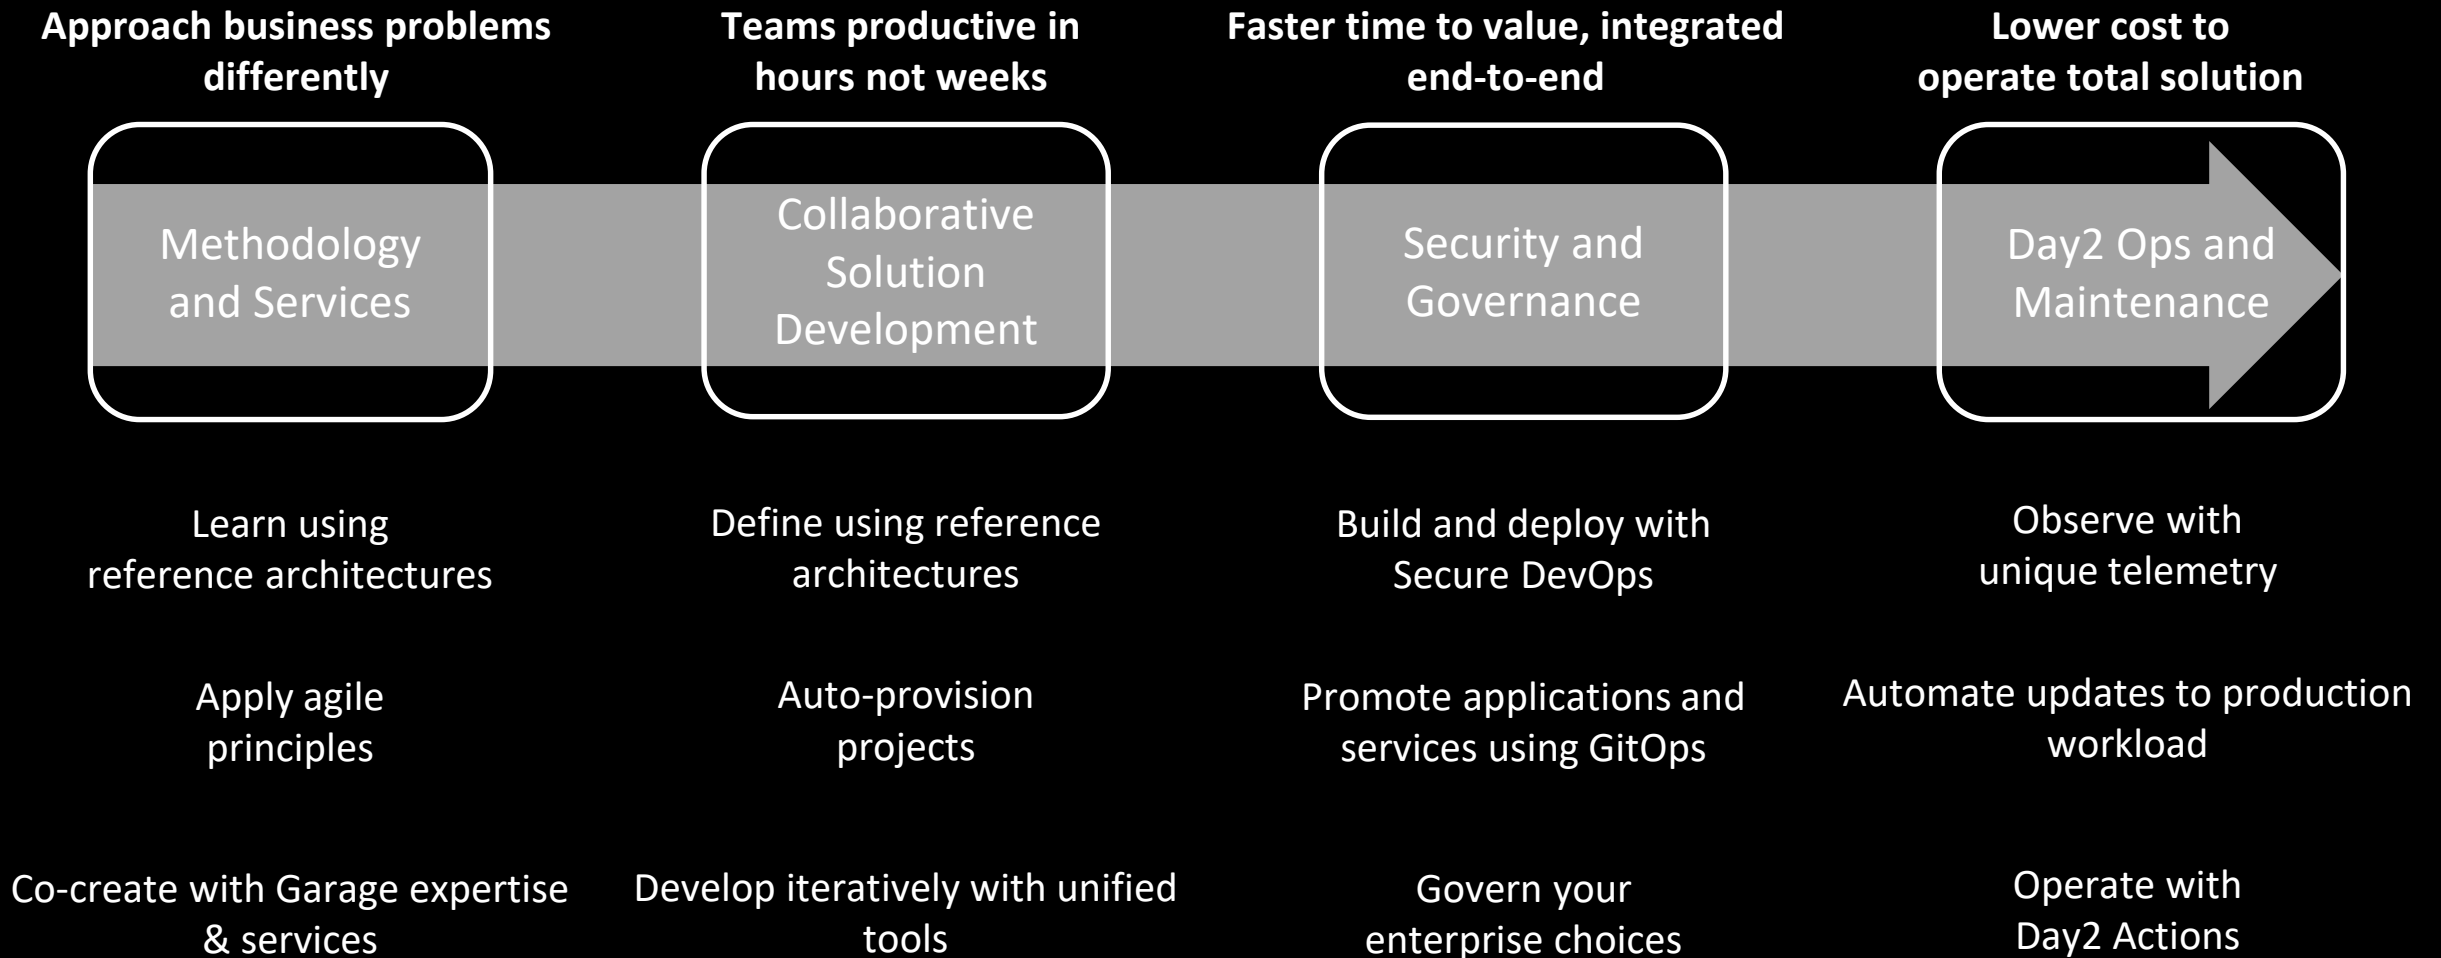 Approach business problems
differently
Teams productive in
hours not weeks
Faster time to value, integrated
end-to-end
Lower cost to
operate total solution
Methodology
and Services
Collaborative
Solution
Development
Security and
Governance
Day2 Ops and
Maintenance
Learn using
reference architectures
Define using reference
architectures
Build and deploy with
Secure DevOps
Observe with
unique telemetry
Apply agile
principles
Auto-provision
projects
Promote applications and
services using GitOps
Automate updates to production
workload
Co-create with Garage expertise
& services
Develop iteratively with unified
tools
Govern your
enterprise choices
Operate with
Day2 Actions